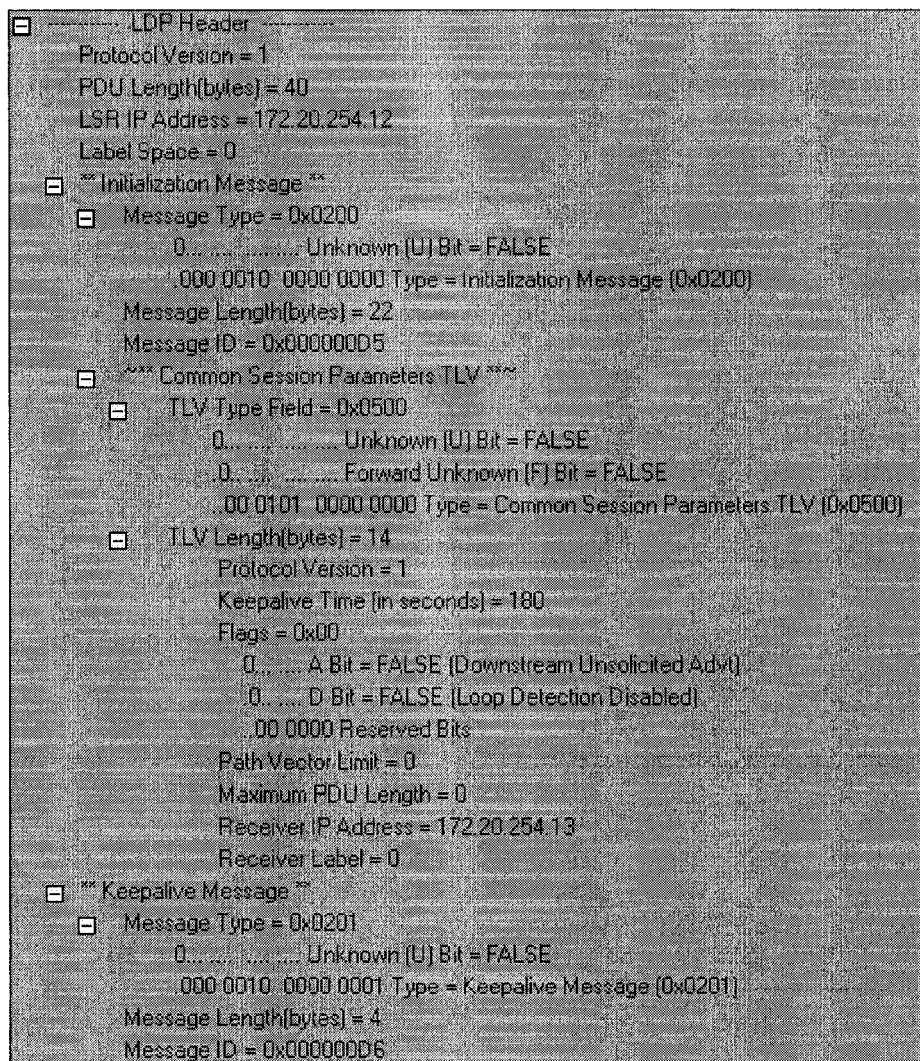 ---------- LDP Header ----------
Protocol Version = 1
PDU Length(bytes) = 40
LSR IP Address = 172.20.254.12
Label Space = 0
** Initialization Message **
Message Type = 0x0200
0... .... .... .... Unknown (U) Bit = FALSE
.000 0010 0000 0000 Type = Initialization Message (0x0200)
Message Length(bytes) = 22
Message ID = 0x000000D5
~** Common Session Parameters TLV **~
TLV Type Field = 0x0500
0... .... .... .... Unknown (U) Bit = FALSE
.0.. .... .... .... Forward Unknown (F) Bit = FALSE
..00 0101 0000 0000 Type = Common Session Parameters TLV (0x0500)
TLV Length(bytes) = 14
Protocol Version = 1
Keepalive Time (in seconds) = 180
Flags = 0x00
0... .... A Bit = FALSE (Downstream Unsolicited Advt)
.0.. .... D Bit = FALSE (Loop Detection Disabled)
..00 0000 Reserved Bits
Path Vector Limit = 0
Maximum PDU Length = 0
Receiver IP Address = 172.20.254.13
Receiver Label = 0
** Keepalive Message **
Message Type = 0x0201
0... .... .... .... Unknown (U) Bit = FALSE
.000 0010 0000 0001 Type = Keepalive Message (0x0201)
Message Length(bytes) = 4
Message ID = 0x000000D6